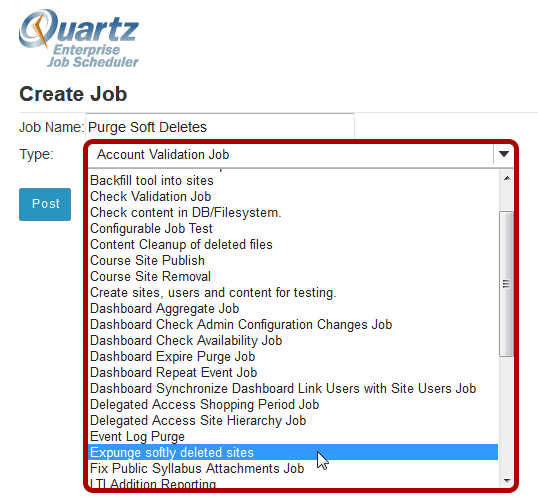 Quartz
Enterprise
Job Scheduler
Create Job
Job Name: Purge Soft Deletes
Type: Account Validation Job
Backfill tool into sites
Check Validation Job
Post
Check content in DB/Filesystem.
Configurable Job Test
Content Cleanup of deleted files
Course Site Publish
Course Site Removal
Create sites, users and content for testing.
Dashboard Aggregate Job
Dashboard Check Admin Configuration Changes Job
Dashboard Check Availability Job
Dashboard Expire Purge Job
Dashboard Repeat Event Job
Dashboard Synchronize Dashboard Link Users with Site Users Job
Delegated Access Shopping Period Job
Delegated Access Site Hierarchy Job
Event Log Purge
Expunge softly deleted sites
Fix Public Syllabus Attachments Job
LTI Addition Reporting